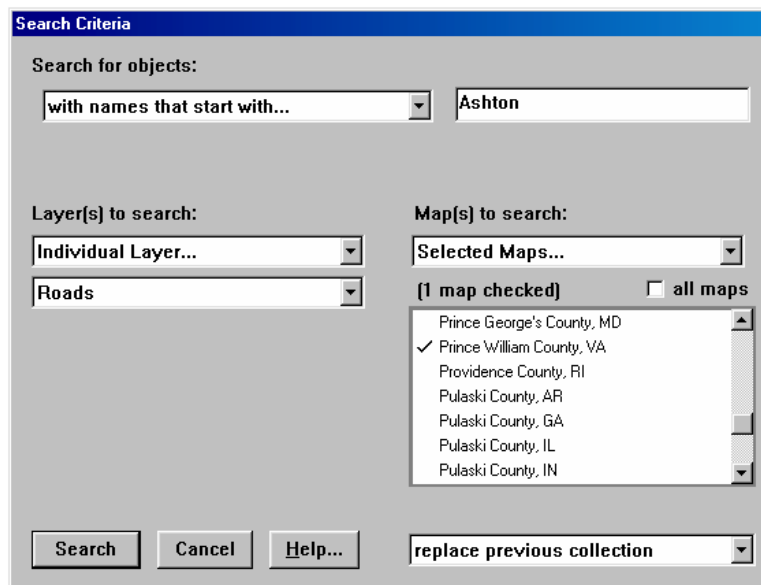 Search Criteria
Search for objects:
with names that start with...
Ashton
Layer(s) to search:
Individual Layer...
Roads
Map(s) to search:
Selected Maps...
(1 map checked)
all maps
Prince George's County, MD
Prince William County, VA
Providence County, RI
Pulaski County, AR
Pulaski County, GA
Pulaski County, IL
Pulaski County, IN
Search
Cancel
Help...
replace previous collection